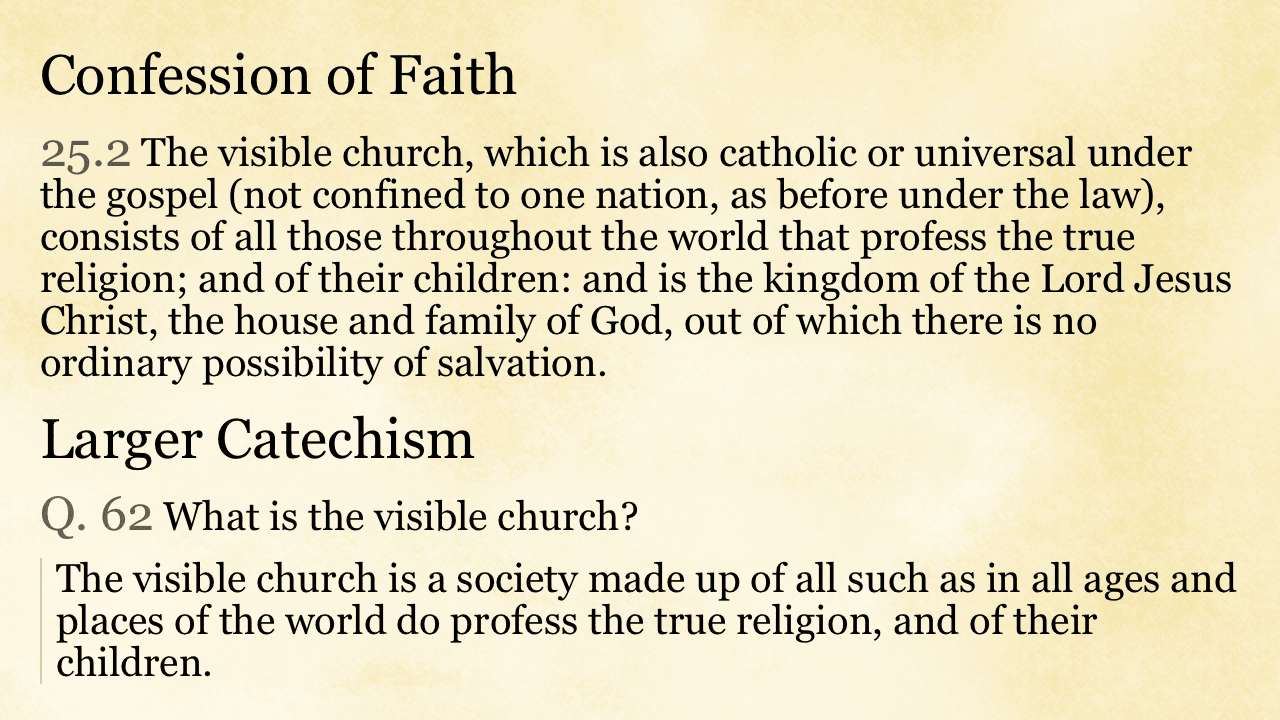 Confession of Faith
25.2 The visible church, which is also catholic or universal under
the gospel (not confined to one nation, as before under the law),
consists of all those throughout the world that profess the true
religion; and of their children: and is the kingdom of the Lord Jesus
Christ, the house and family of God, out of which there is no
ordinary possibility of salvation.
Larger Catechism
Q. 62 What is the visible church?
The visible church is a society made up of all such as in all ages and
places of the world do profess the true religion, and of their
children.